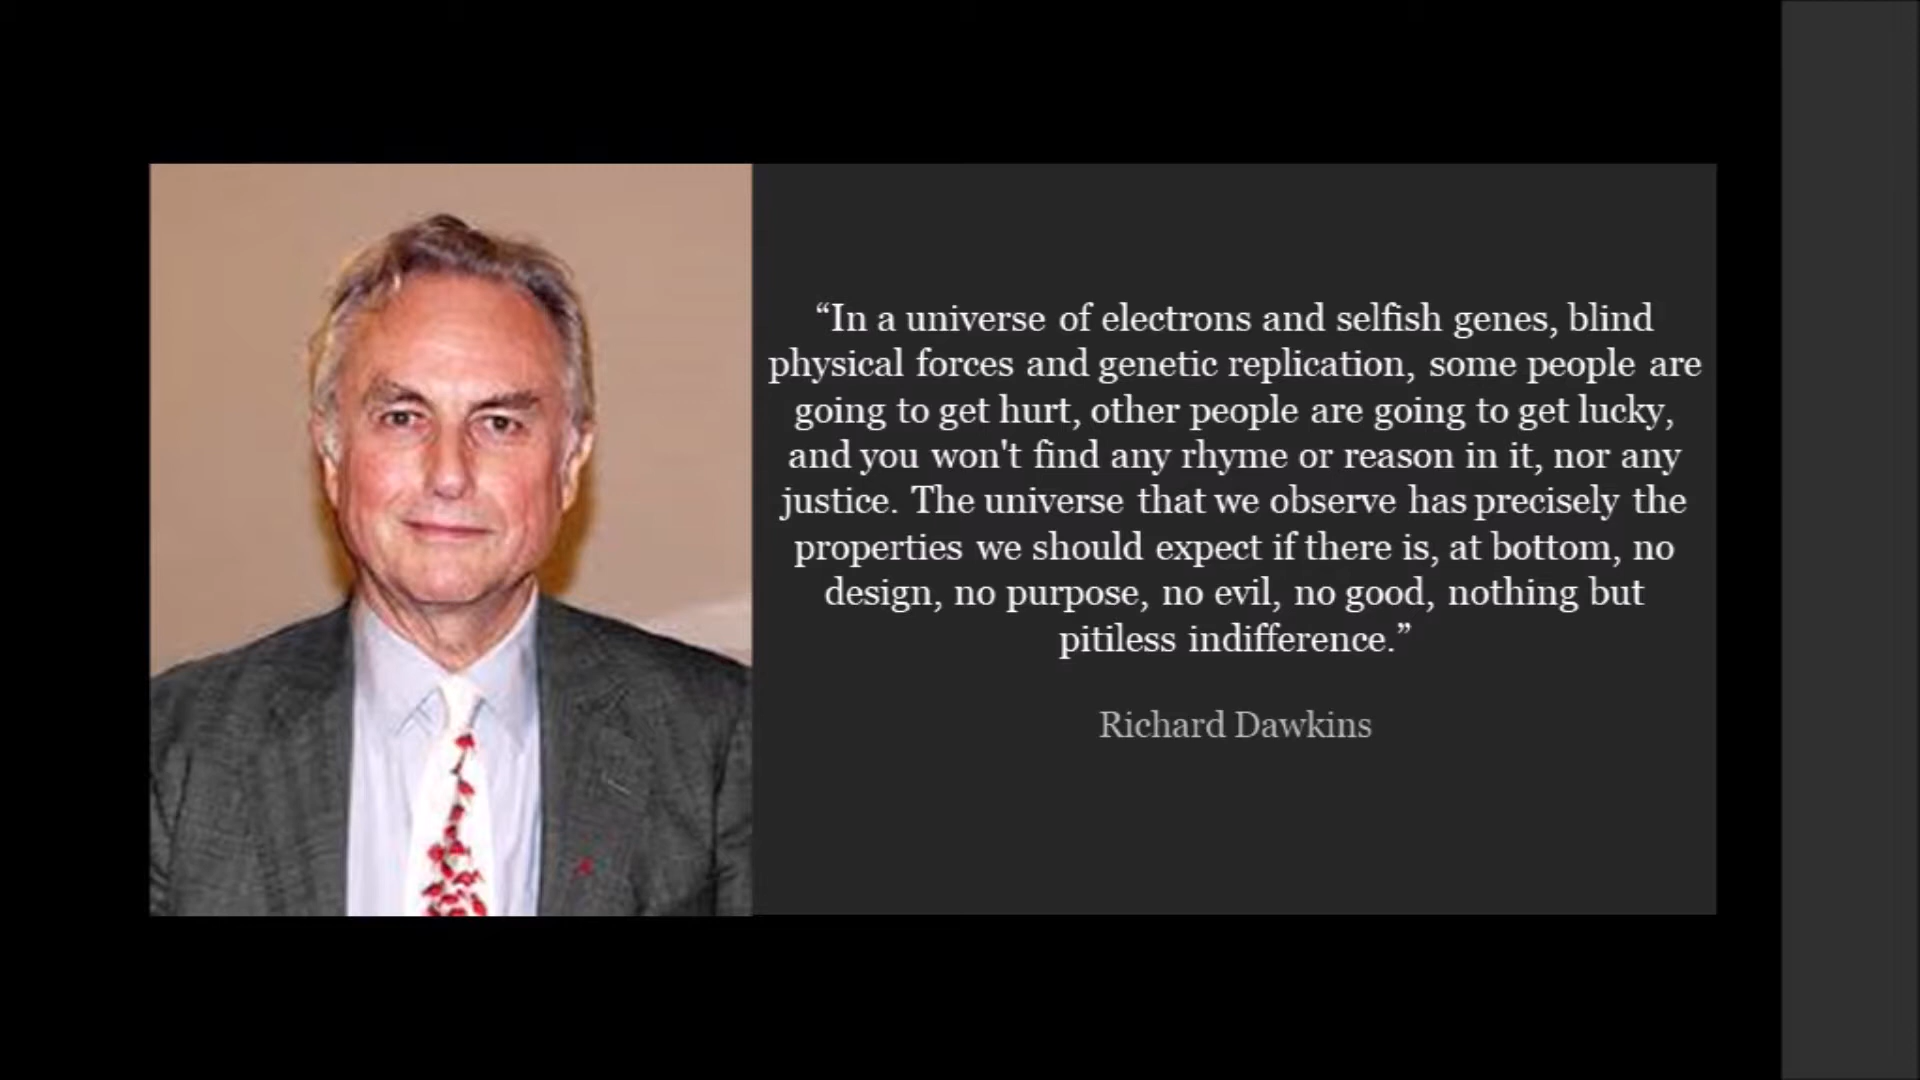 “In a universe of electrons and selfish genes, blind
physical forces and genetic replication, some people are
going to get hurt, other people are going to get lucky,
and you won't find any rhyme or reason in it, nor any
justice. The universe that we observe has precisely the
properties we should expect if there is, at bottom, no
design, no purpose, no evil, no good, nothing but
pitiless indifference.”
Richard Dawkins